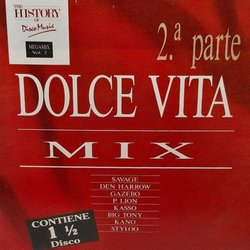 THE
HISTORY
OF
Disco Music
MEGAMIX
Vol. 2
2.ª parte
DOLCE VITA
MIX
SAVAGE
DEN HARROW
GAZEBO
P. LION
KASSO
BIG TONY
KANO
STYLOO
CONTIENE
1 ½
Disco